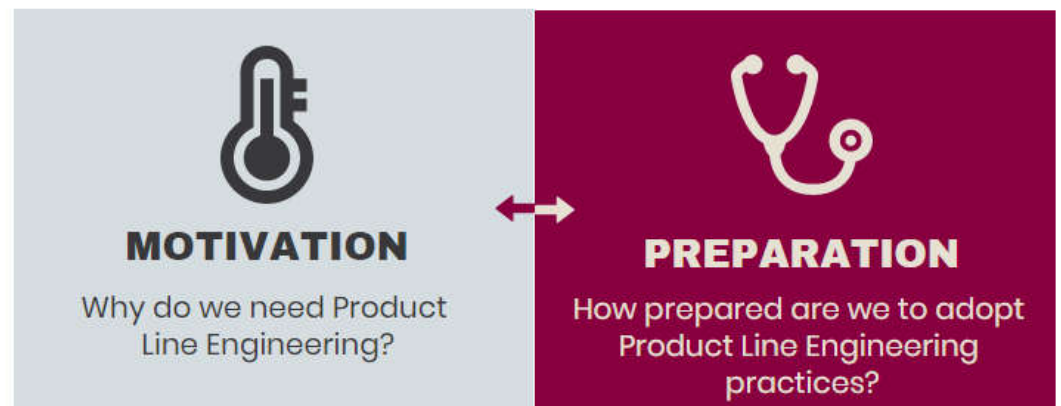 MOTIVATION
Why do we need Product
Line Engineering?
PREPARATION
How prepared are we to adopt
Product Line Engineering
practices?